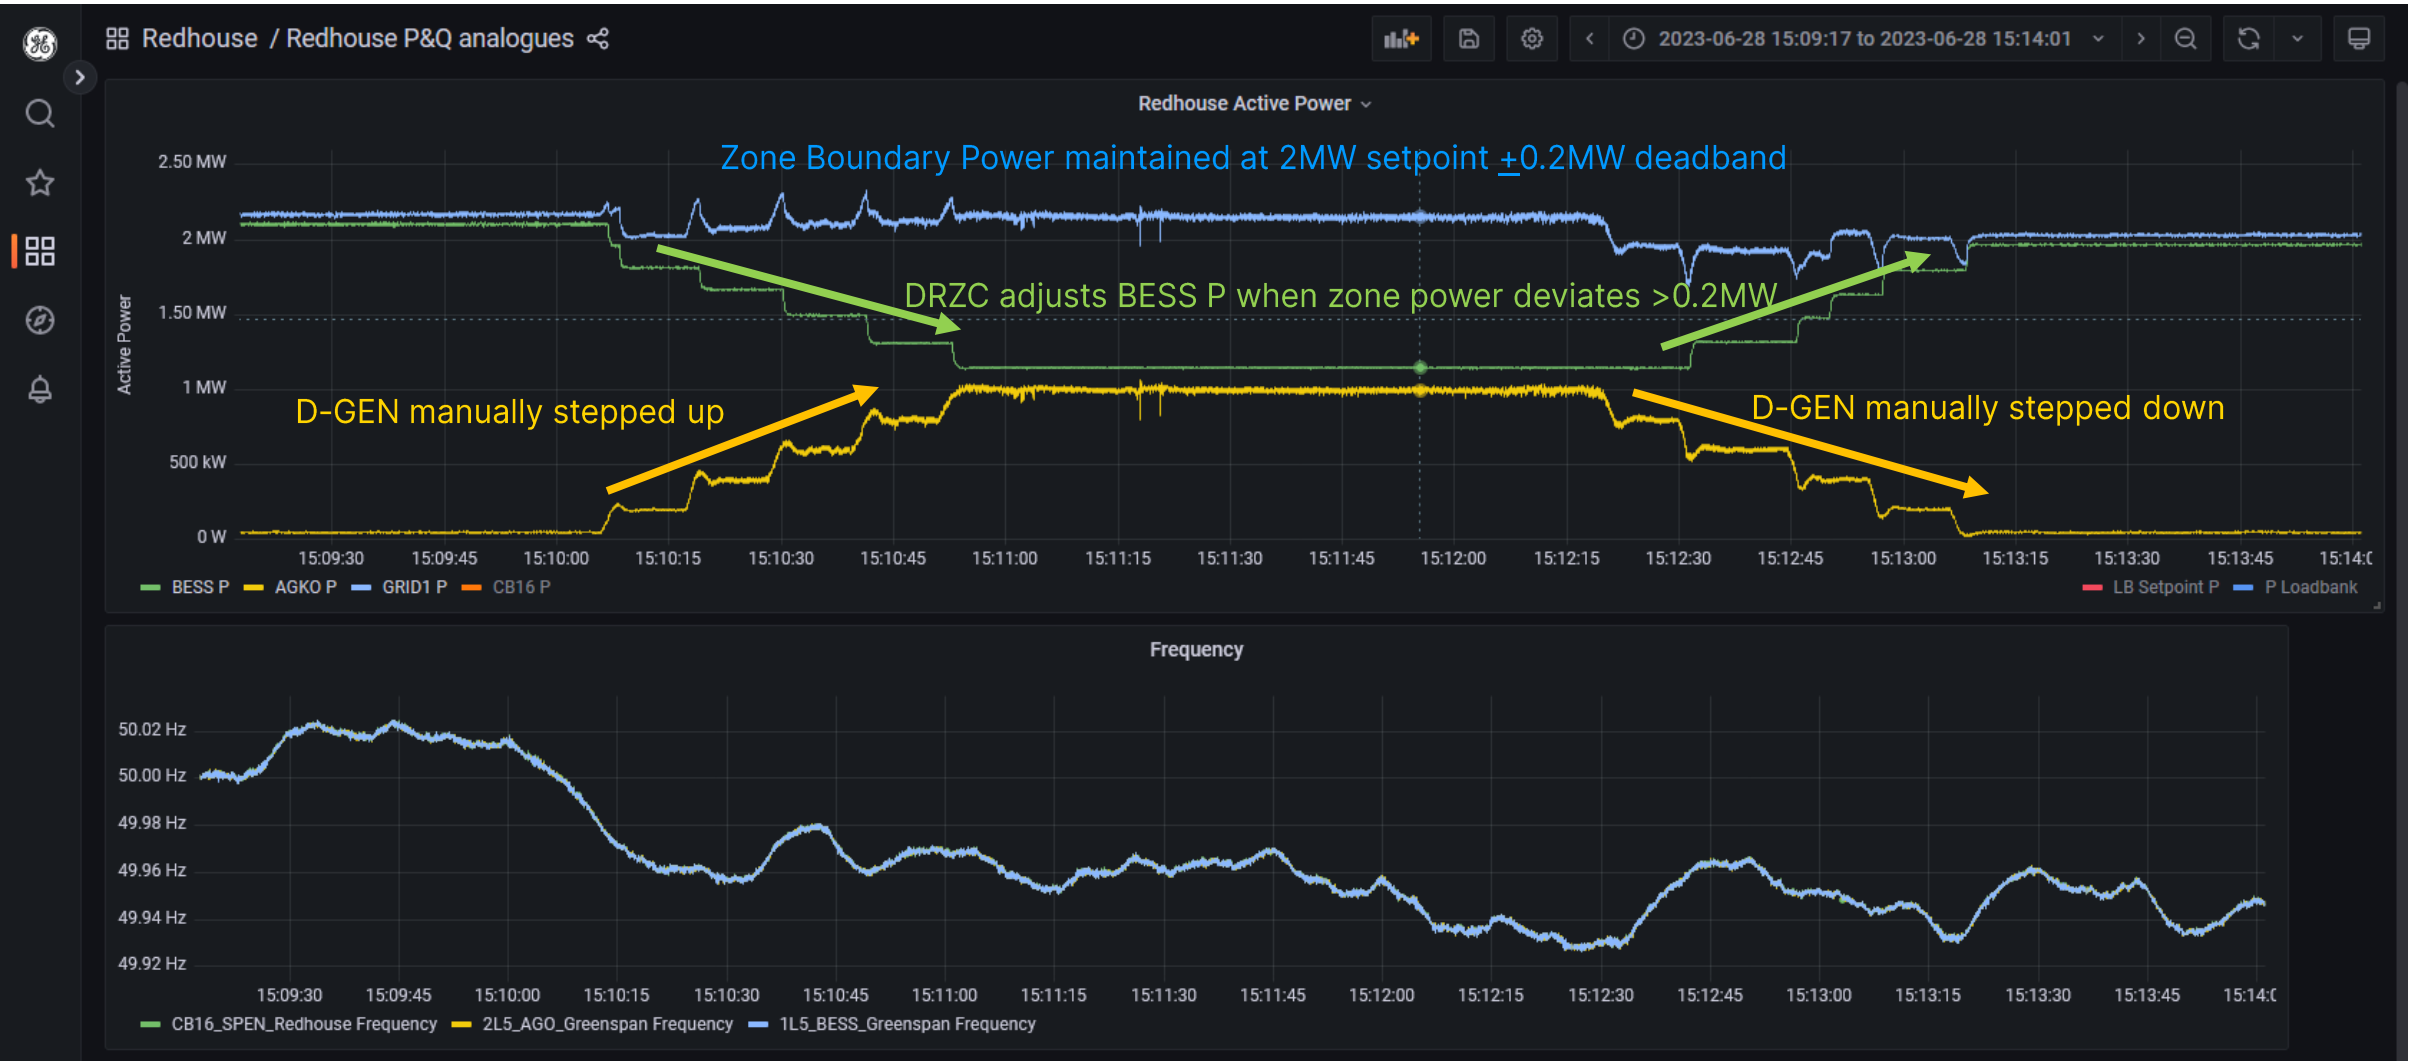 Redhouse / Redhouse P&Q analogues
2023-06-28 15:09:17 to 2023-06-28 15:14:01
Redhouse Active Power
Zone Boundary Power maintained at 2MW setpoint ±0.2MW deadband
DRZC adjusts BESS P when zone power deviates >0.2MW
D-GEN manually stepped up
D-GEN manually stepped down
Active Power
2.50 MW
2 MW
1.50 MW
1 MW
500 kW
0 W
15:09:30 15:09:45 15:10:00 15:10:15 15:10:30 15:10:45 15:11:00 15:11:15 15:11:30 15:11:45 15:12:00 15:12:15 15:12:30 15:12:45 15:13:00 15:13:15 15:13:30 15:13:45 15:14:0
BESS P AGKO P GRID1 P CB16 P LB Setpoint P P Loadbank
Frequency
50.02 Hz
50.00 Hz
49.98 Hz
49.96 Hz
49.94 Hz
49.92 Hz
15:09:30 15:09:45 15:10:00 15:10:15 15:10:30 15:10:45 15:11:00 15:11:15 15:11:30 15:11:45 15:12:00 15:12:15 15:12:30 15:12:45 15:13:00 15:13:15 15:13:30 15:13:45 15:14:0
CB16_SPEN_Redhouse Frequency 2L5_AGO_Greenspan Frequency 1L5_BESS_Greenspan Frequency